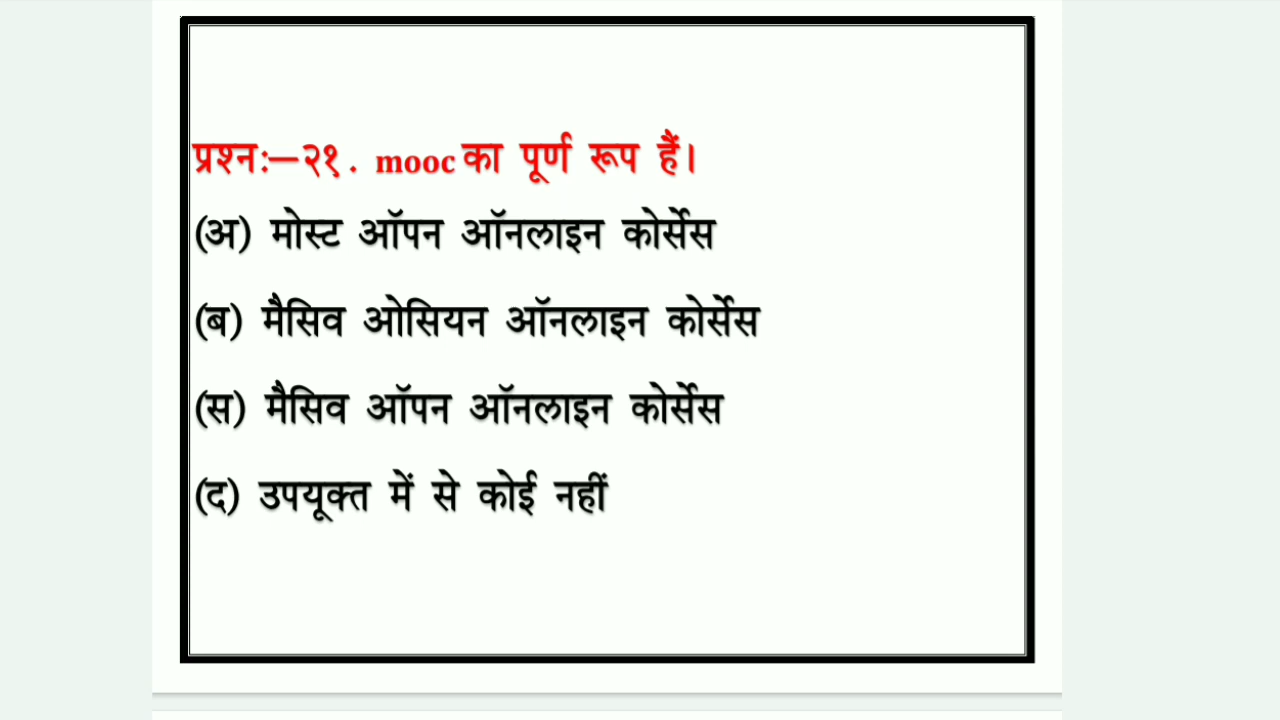 प्रश्नः—२१. mooc का पूर्ण रूप हैं।
(अ) मोस्ट ऑपन ऑनलाइन कोर्सेस
(ब) मैसिव ओसियन ऑनलाइन कोर्सेस
(स) मैसिव ऑपन ऑनलाइन कोर्सेस
(द) उपयूक्त में से कोई नहीं